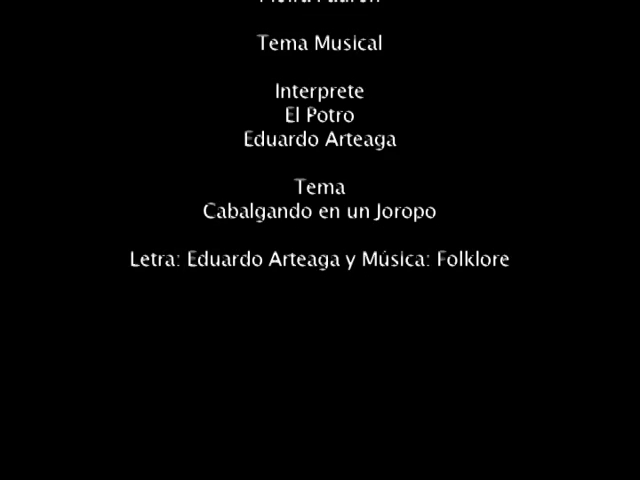 Tema Musical
Interprete
El Potro
Eduardo Arteaga
Tema
Cabalgando en un Joropo
Letra: Eduardo Arteaga y Música: Folklore